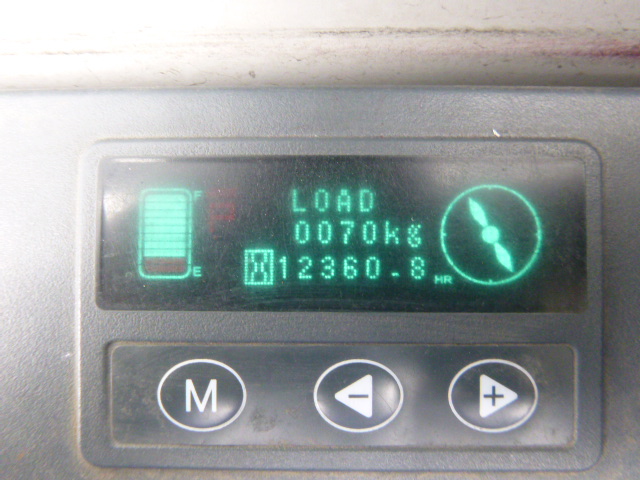 F
LOAD
0070kg
E
12360.8 HR
M
- +